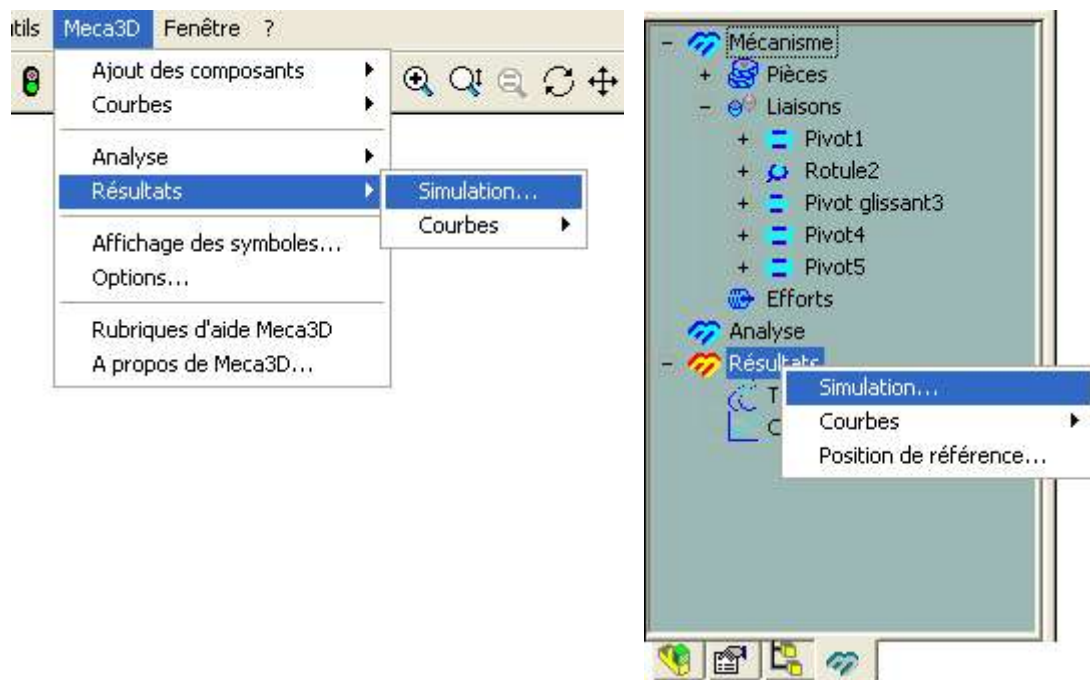 utils Meca3D Fenêtre ?
Ajout des composants
Courbes
Analyse
Résultats
Simulation...
Courbes
Affichage des symboles...
Options...
Rubriques d'aide Meca3D
A propos de Meca3D...
Mécanisme
Pièces
Liaisons
Pivot1
Rotule2
Pivot glissant3
Pivot4
Pivot5
Efforts
Analyse
Résultats
Simulation...
Courbes
Position de référence...